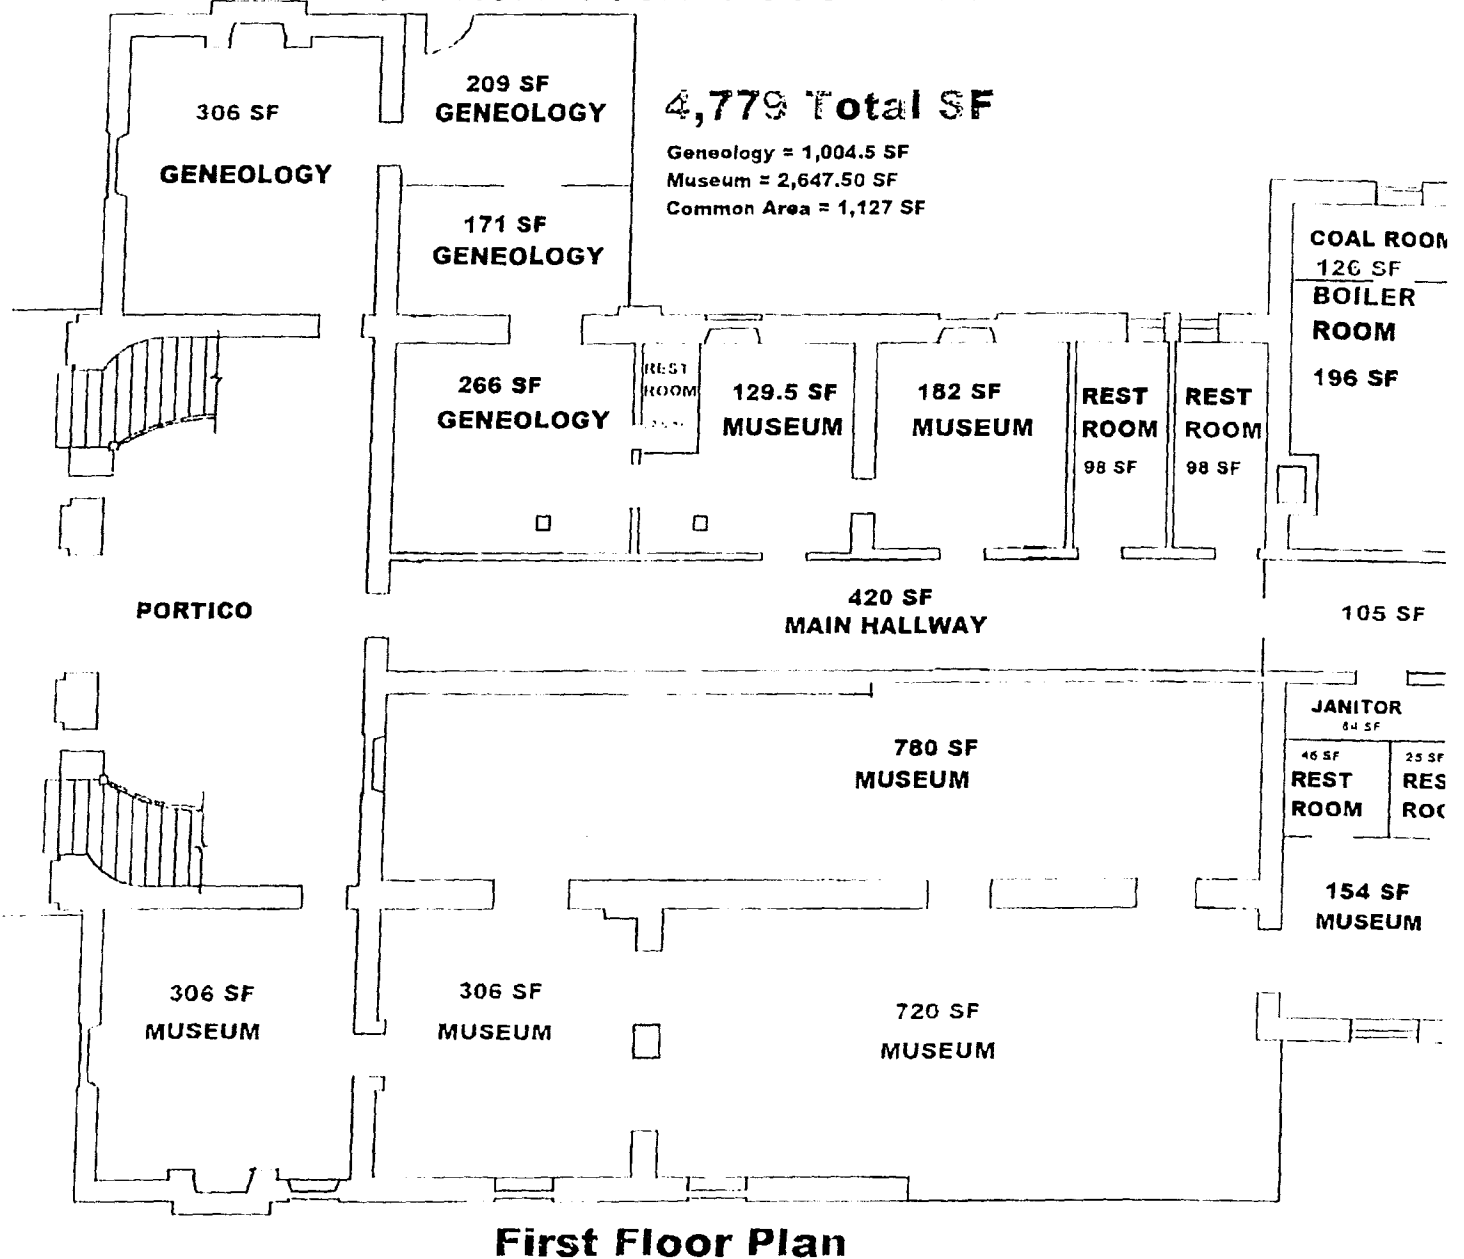 306 SF
GENEOLOGY
209 SF
GENEOLOGY
4,779 Total SF
Geneology = 1,004.5 SF
Museum = 2,647.50 SF
Common Area = 1,127 SF
171 SF
GENEOLOGY
COAL ROOM
126 SF
BOILER
ROOM
196 SF
266 SF
GENEOLOGY
REST
ROOM
129.5 SF
MUSEUM
182 SF
MUSEUM
REST
ROOM
98 SF
REST
ROOM
98 SF
PORTICO
420 SF
MAIN HALLWAY
105 SF
JANITOR
SF
780 SF
MUSEUM
46 SF
REST
ROOM
25 SF
RES
ROO
154 SF
MUSEUM
306 SF
MUSEUM
306 SF
MUSEUM
720 SF
MUSEUM
First Floor Plan